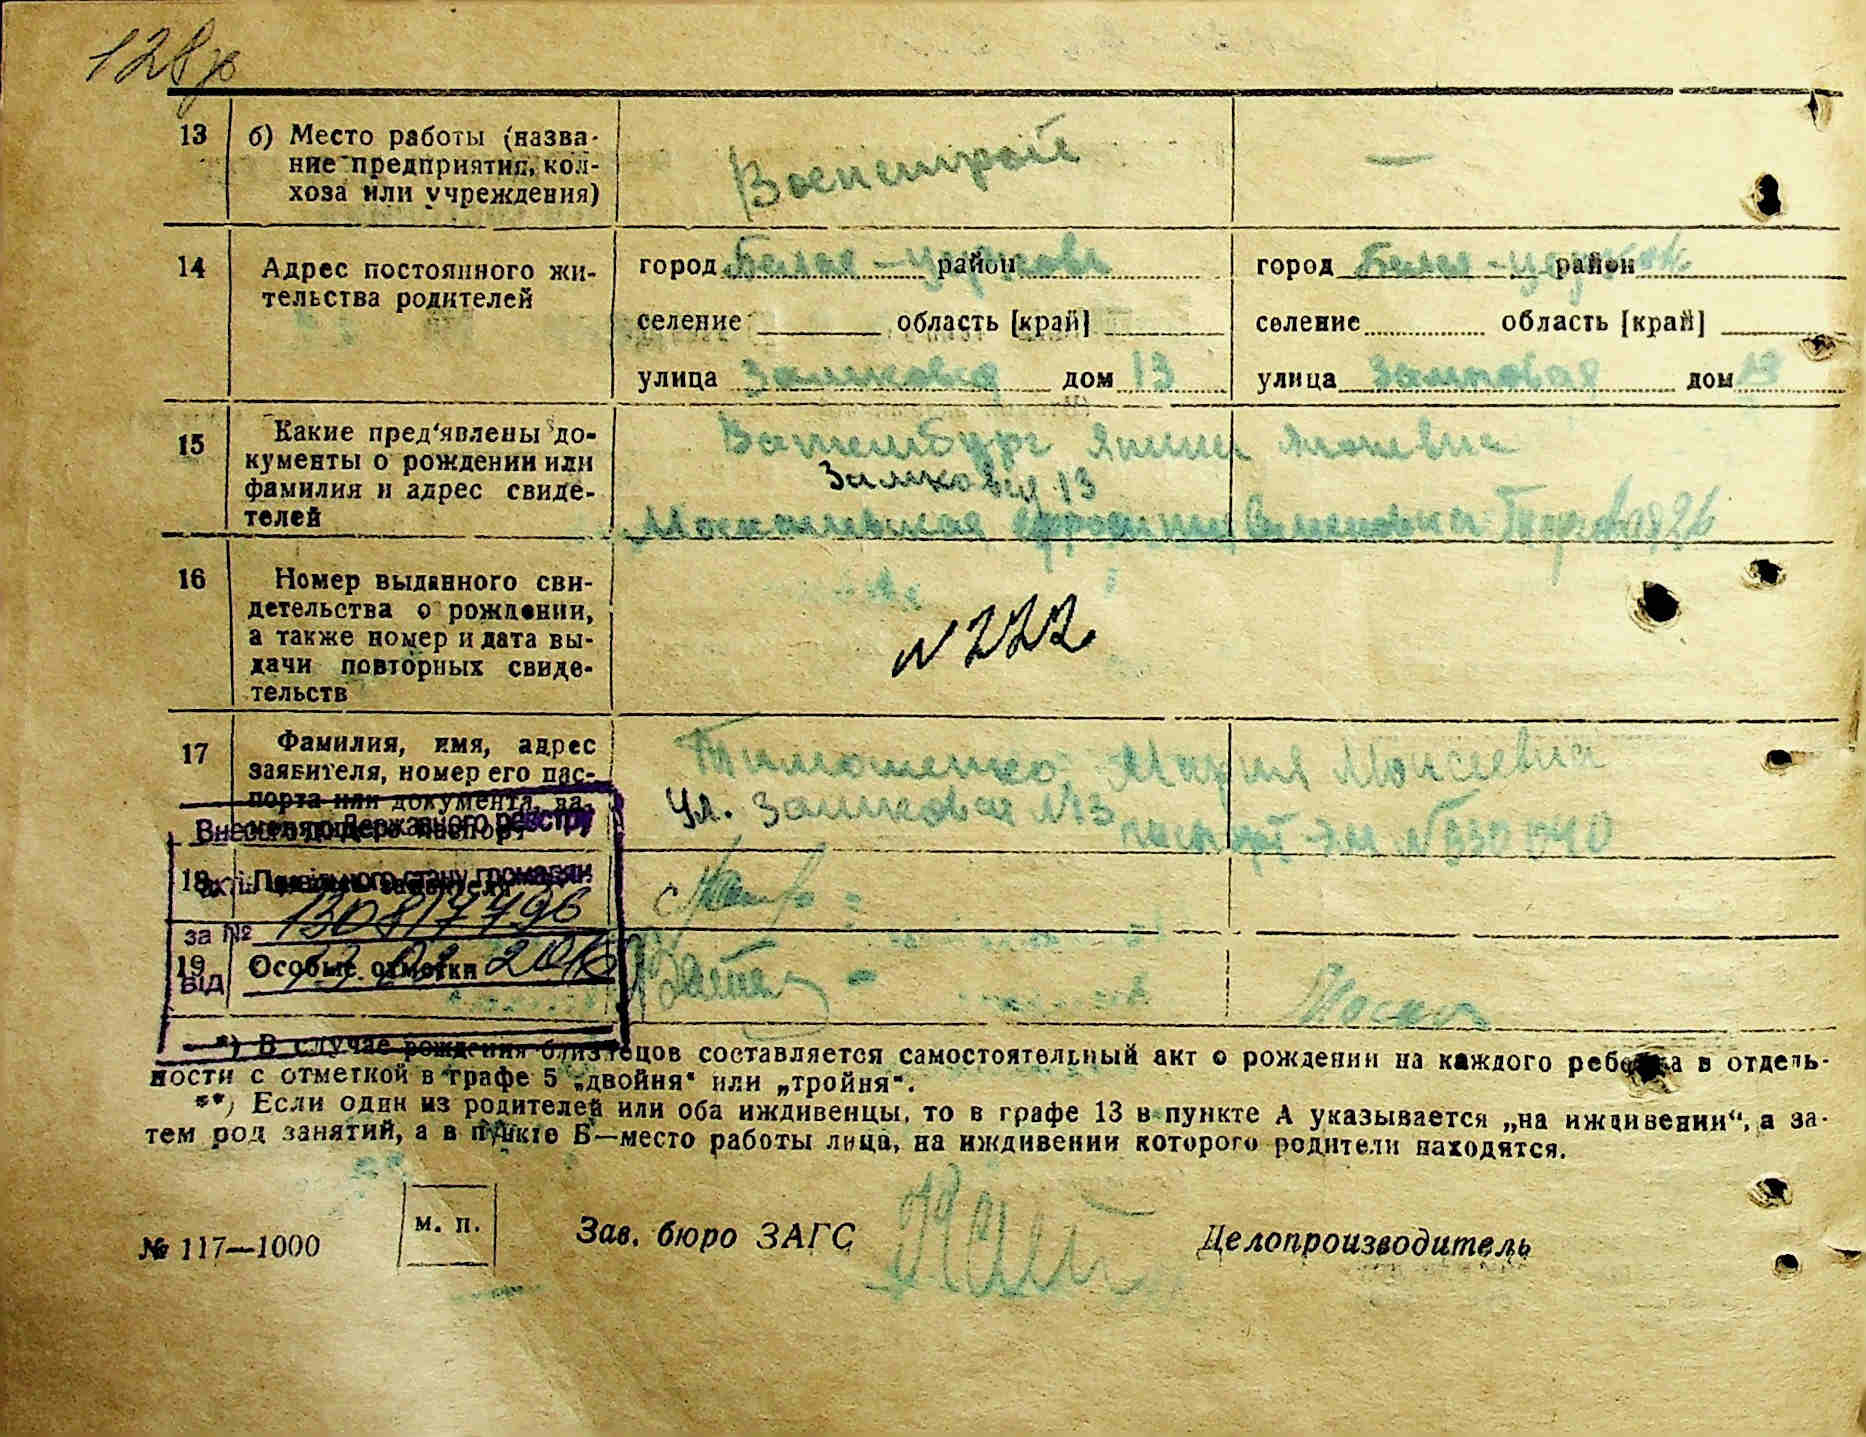 128
13 б) Место работы (назва-
ние предприятия, кол-
хоза или учреждения)
Военстрой
—
14 Адрес постоянного жи-
тельства родителей
город Белая-церковь район
селение область [край]
улица Замковая дом 13
город Белая-церковь район
селение область [край]
улица Замковая дом 13
15 Какие пред'явлены до-
кументы о рождении или
фамилия и адрес свиде-
телей
Замковая 13
16 Номер выданного сви-
детельства о рождении,
а также номер и дата вы-
дачи повторных свиде-
тельств
№ 222
17 Фамилия, имя, адрес
заявителя, номер его пас-
порта или документа, за-
меняющего паспорт
Тимошенко Мария Моисеевна
ул. Замковая №13
паспорт №
18
Внесено до Державного реєстру
цивільного стану громадян
за № 13081
від
19 Особые отметки
*) В случае рождения близнецов составляется самостоятельный акт о рождении на каждого ребенка в отдель-
ности с отметкой в графе 5 „двойня" или „тройня".
**) Если один из родителей или оба иждивенцы, то в графе 13 в пункте А указывается „на иждивении", а за-
тем род занятий, а в пункте Б—место работы лица, на иждивении которого родители находятся.
№ 117—1000 м. п. Зав. бюро ЗАГС Делопроизводитель